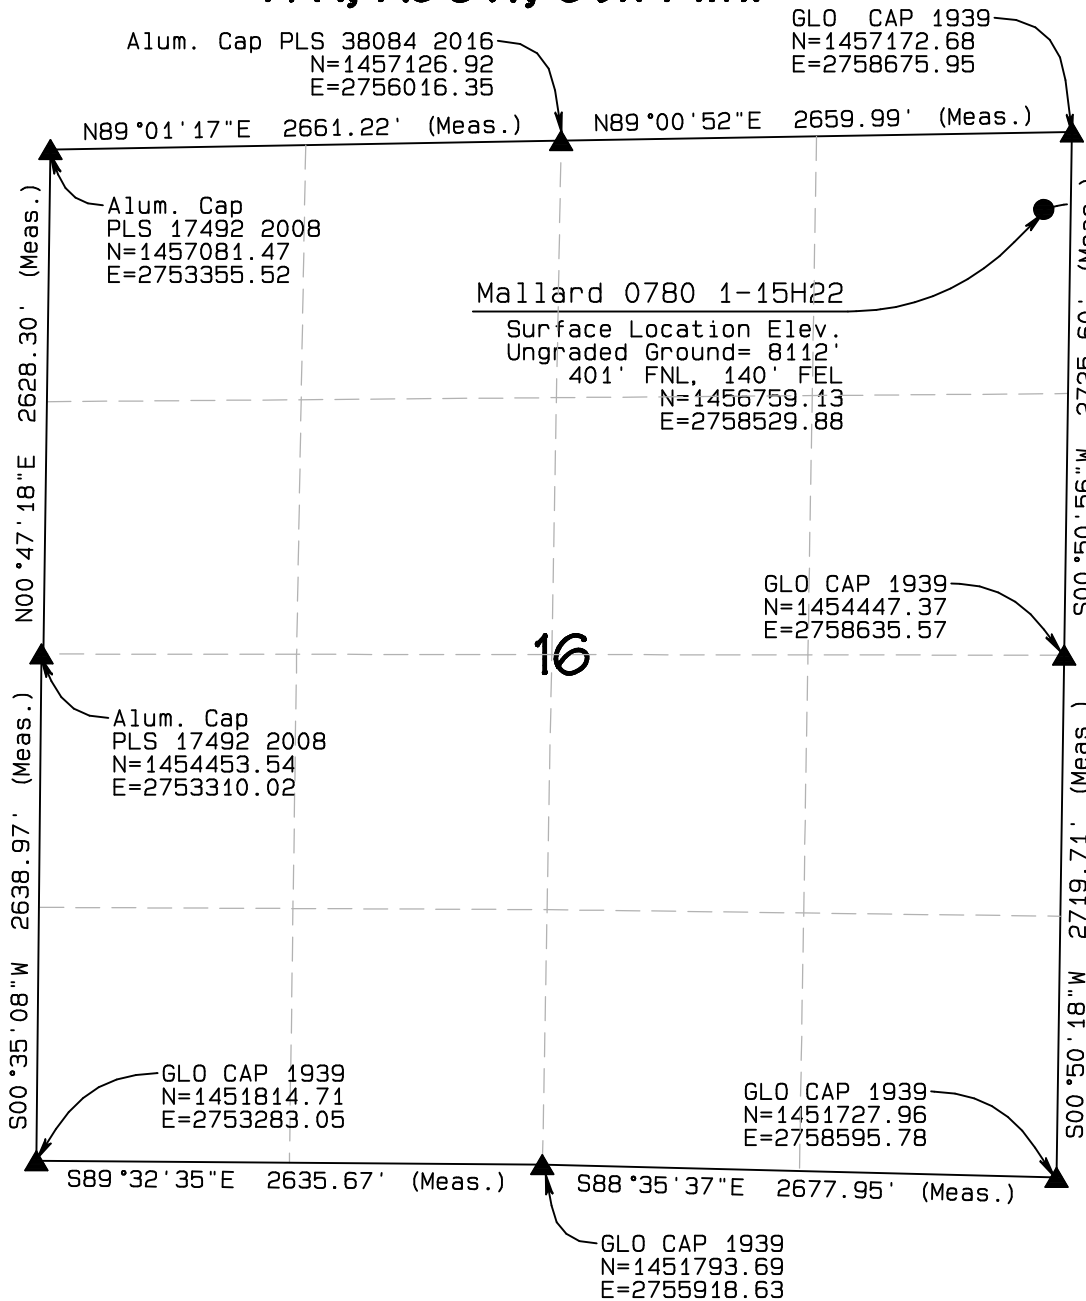 Alum. Cap PLS 38084 2016
N=1457126.92
E=2756016.35
GLO CAP 1939
N=1457172.68
E=2758675.95
N89°01'17"E 2661.22' (Meas.)
N89°00'52"E 2659.99' (Meas.)
Alum. Cap
PLS 17492 2008
N=1457081.47
E=2753355.52
N00°47'18"E 2628.30' (Meas.)
Mallard 0780 1-15H22
Surface Location Elev.
Ungraded Ground= 8112'
401' FNL, 140' FEL
N=1456759.13
E=2758529.88
S00°50'56"W (Meas.)
GLO CAP 1939
N=1454447.37
E=2758635.57
16
Alum. Cap
PLS 17492 2008
N=1454453.54
E=2753310.02
S00°35'08"W 2638.97' (Meas.)
S00°50'18"W 2719.71' (Meas.)
GLO CAP 1939
N=1451814.71
E=2753283.05
GLO CAP 1939
N=1451727.96
E=2758595.78
S89°32'35"E 2635.67' (Meas.)
S88°35'37"E 2677.95' (Meas.)
GLO CAP 1939
N=1451793.69
E=2755918.63